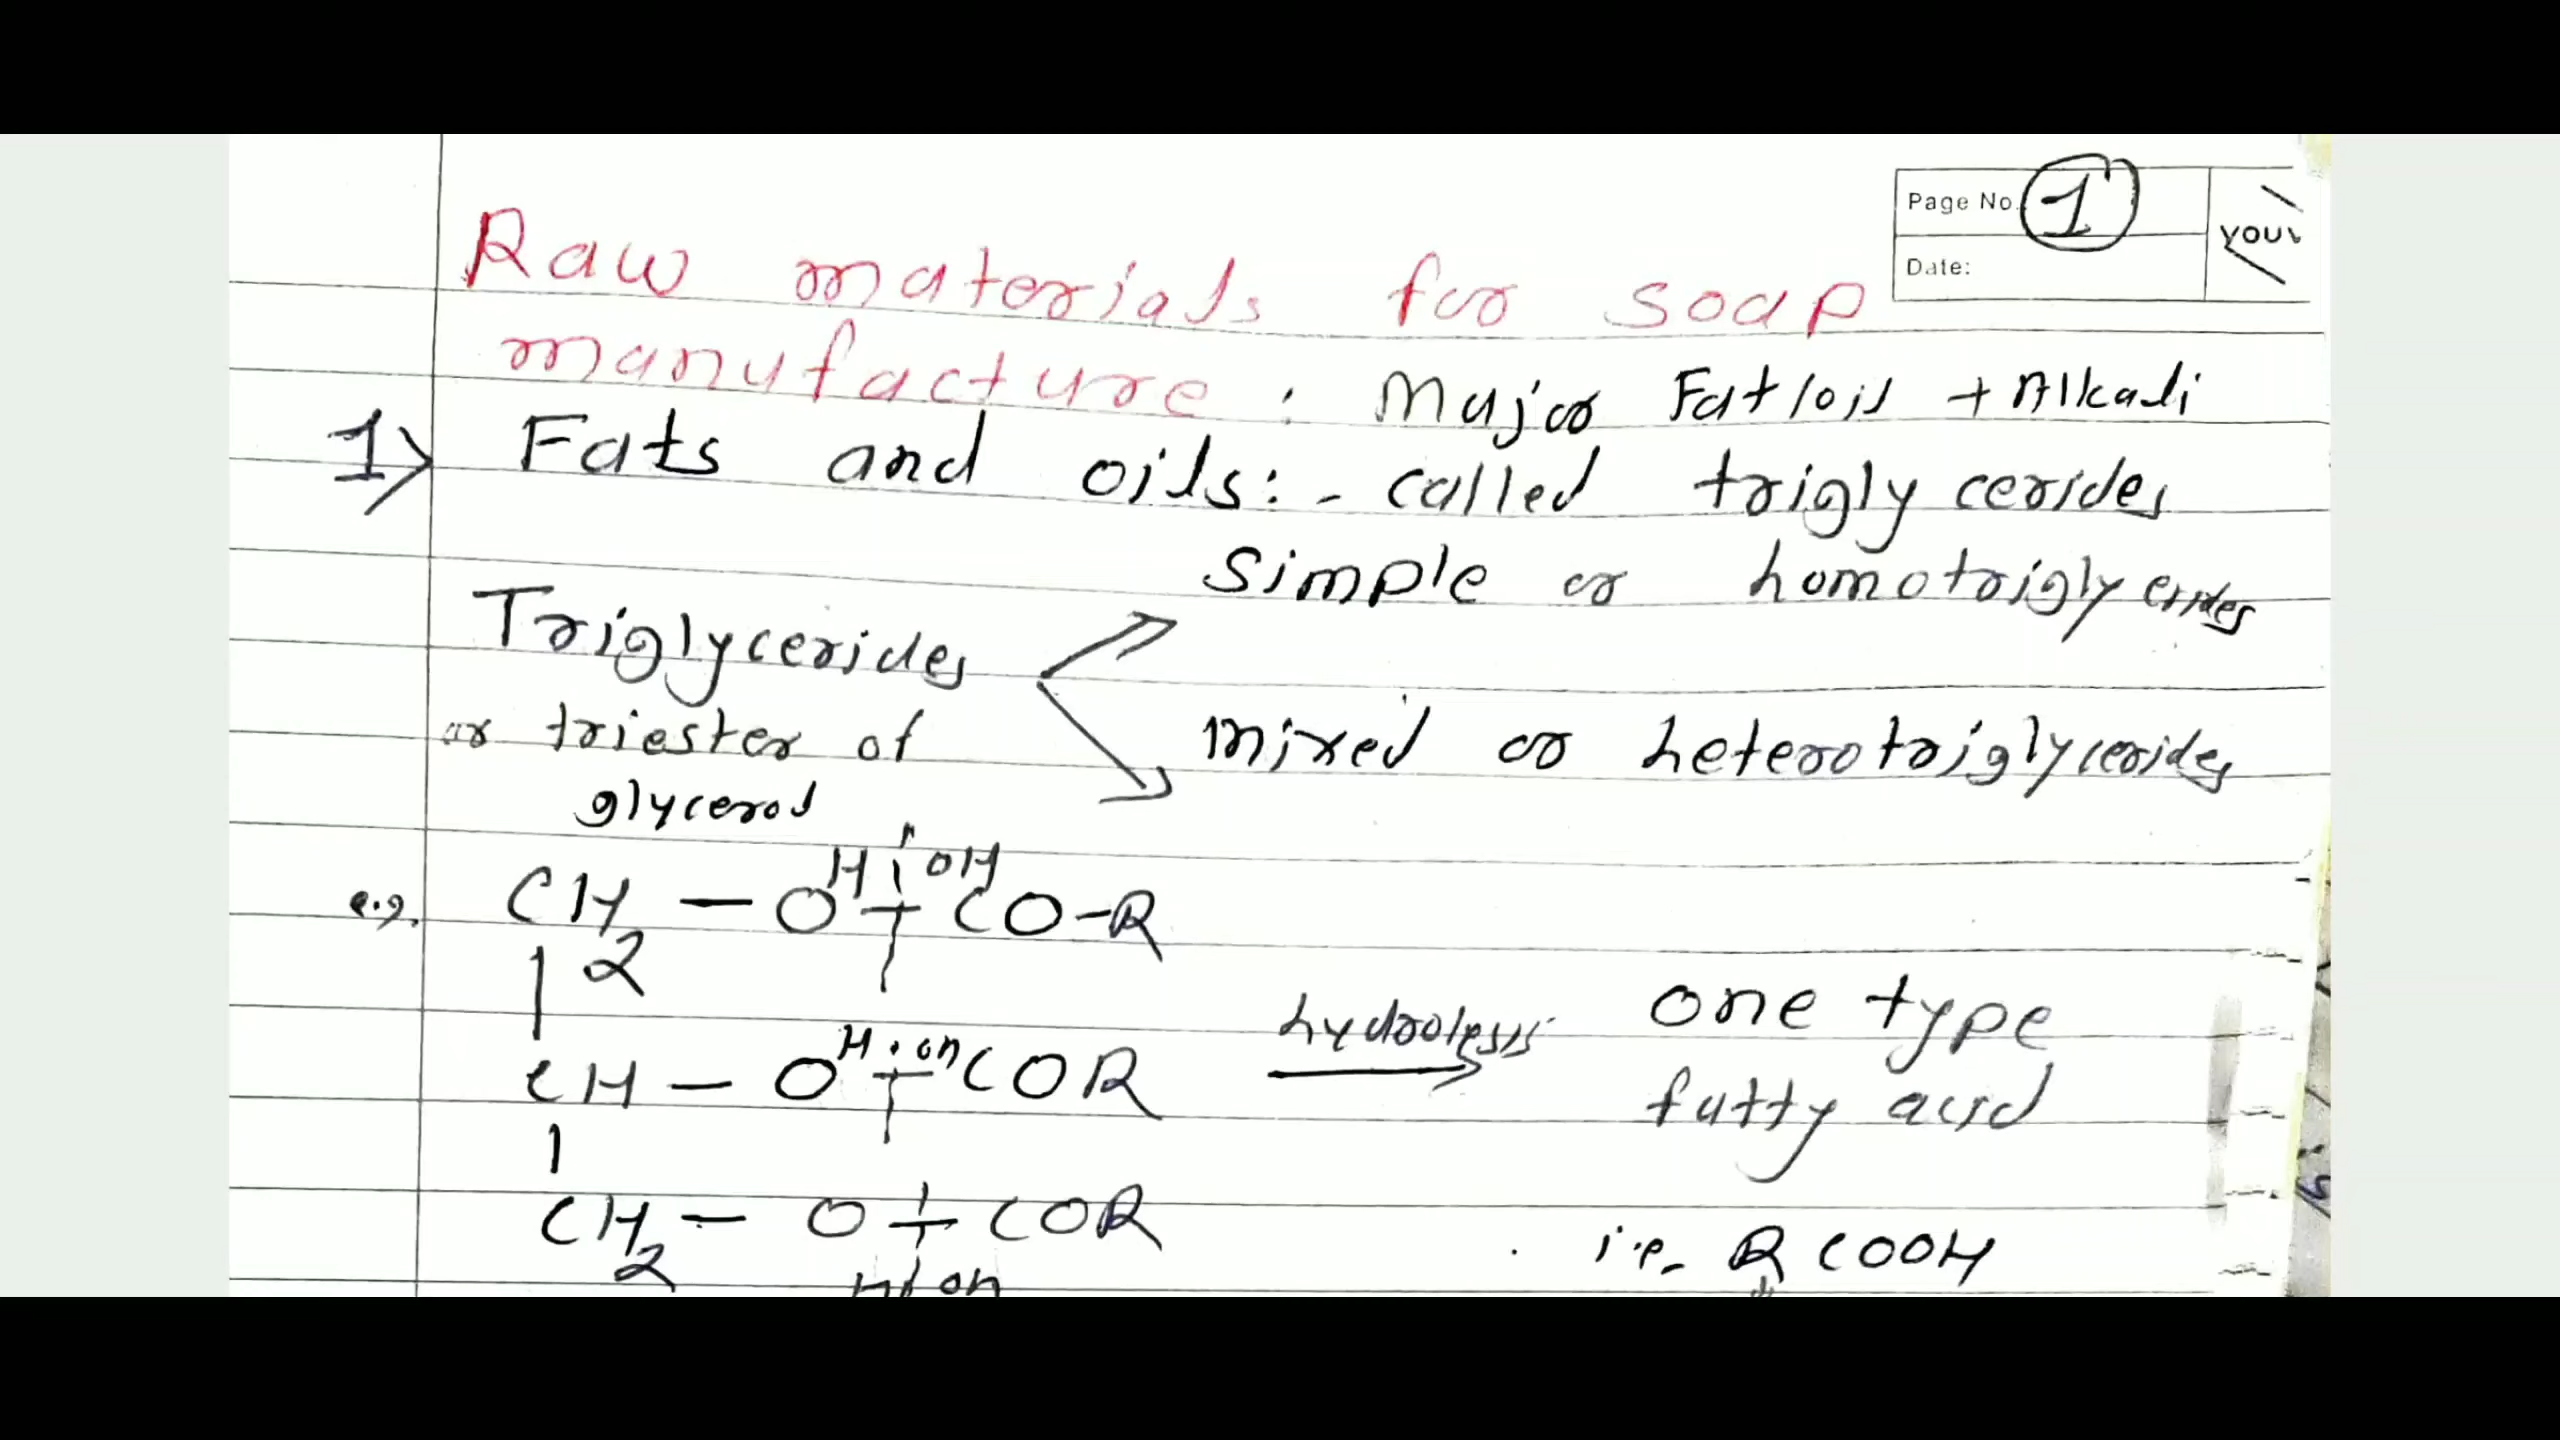 Page No. 1
YOUV
Date:
Raw materials for soap
manufacture : Major Fat/oil + Alkali
1> Fats and oils:- called triglycerides
Simple or homotriglycerides
Triglycerides
or triester of
glycerol
mixed or heterotriglycerides
H OH
e.g. CH2 - O CO-R
H OH
CH - O COR
hydrolysis
one type
fatty acid
CH2 - O COR
H OH
i.e. RCOOH